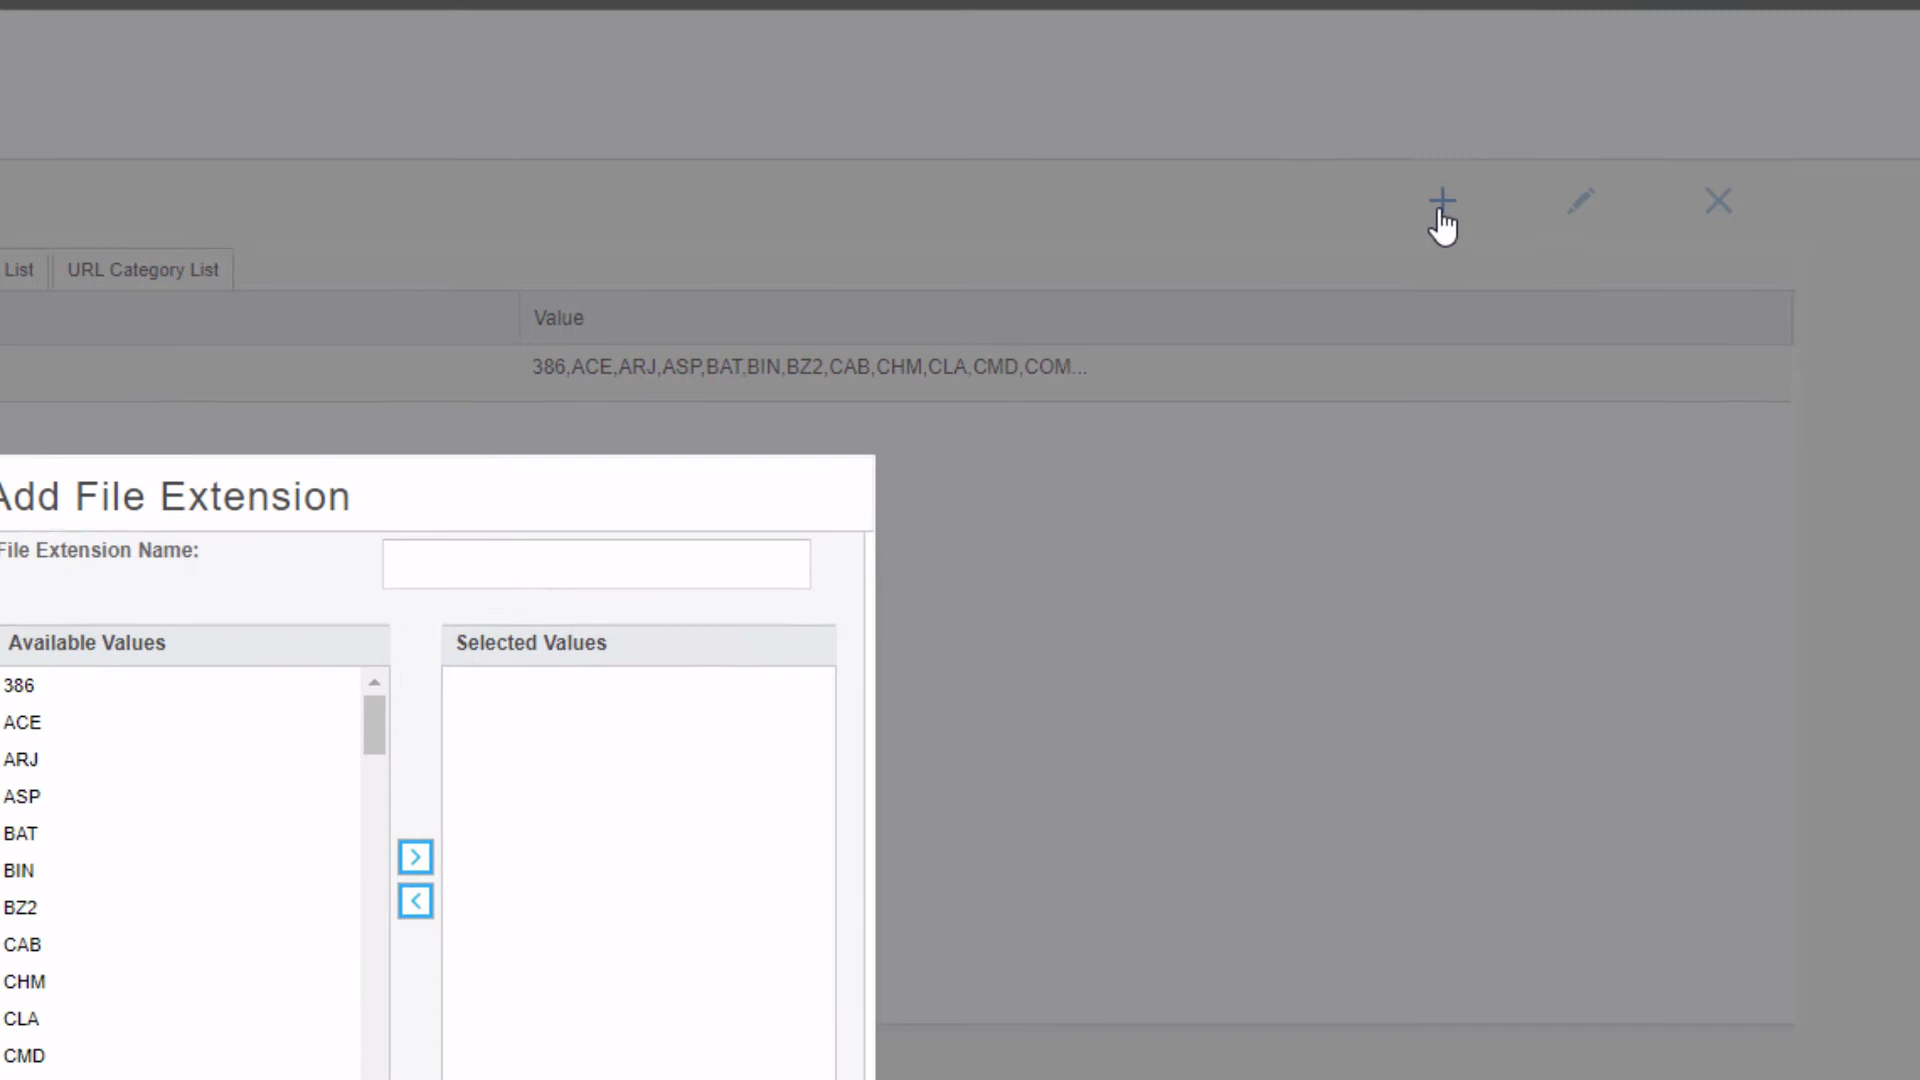 List
URL Category List
Value
386,ACE,ARJ,ASP,BAT,BIN,BZ2,CAB,CHM,CLA,CMD,COM...
Add File Extension
File Extension Name:
Available Values
Selected Values
386
ACE
ARJ
ASP
BAT
BIN
BZ2
CAB
CHM
CLA
CMD